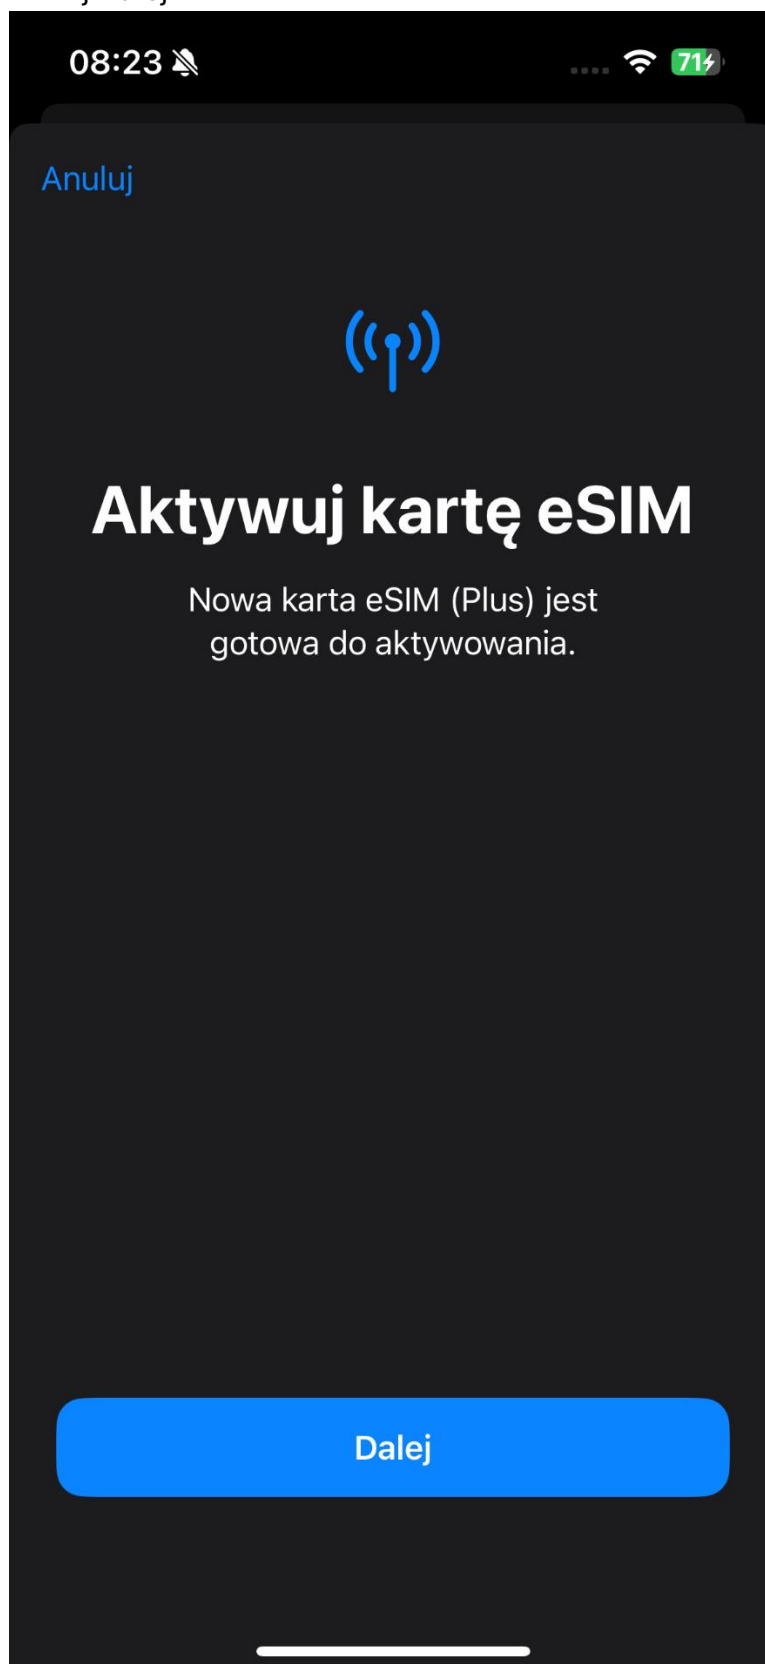 08:23
71
Anuluj
Aktywuj kartę eSIM
Nowa karta eSIM (Plus) jest
gotowa do aktywowania.
Dalej